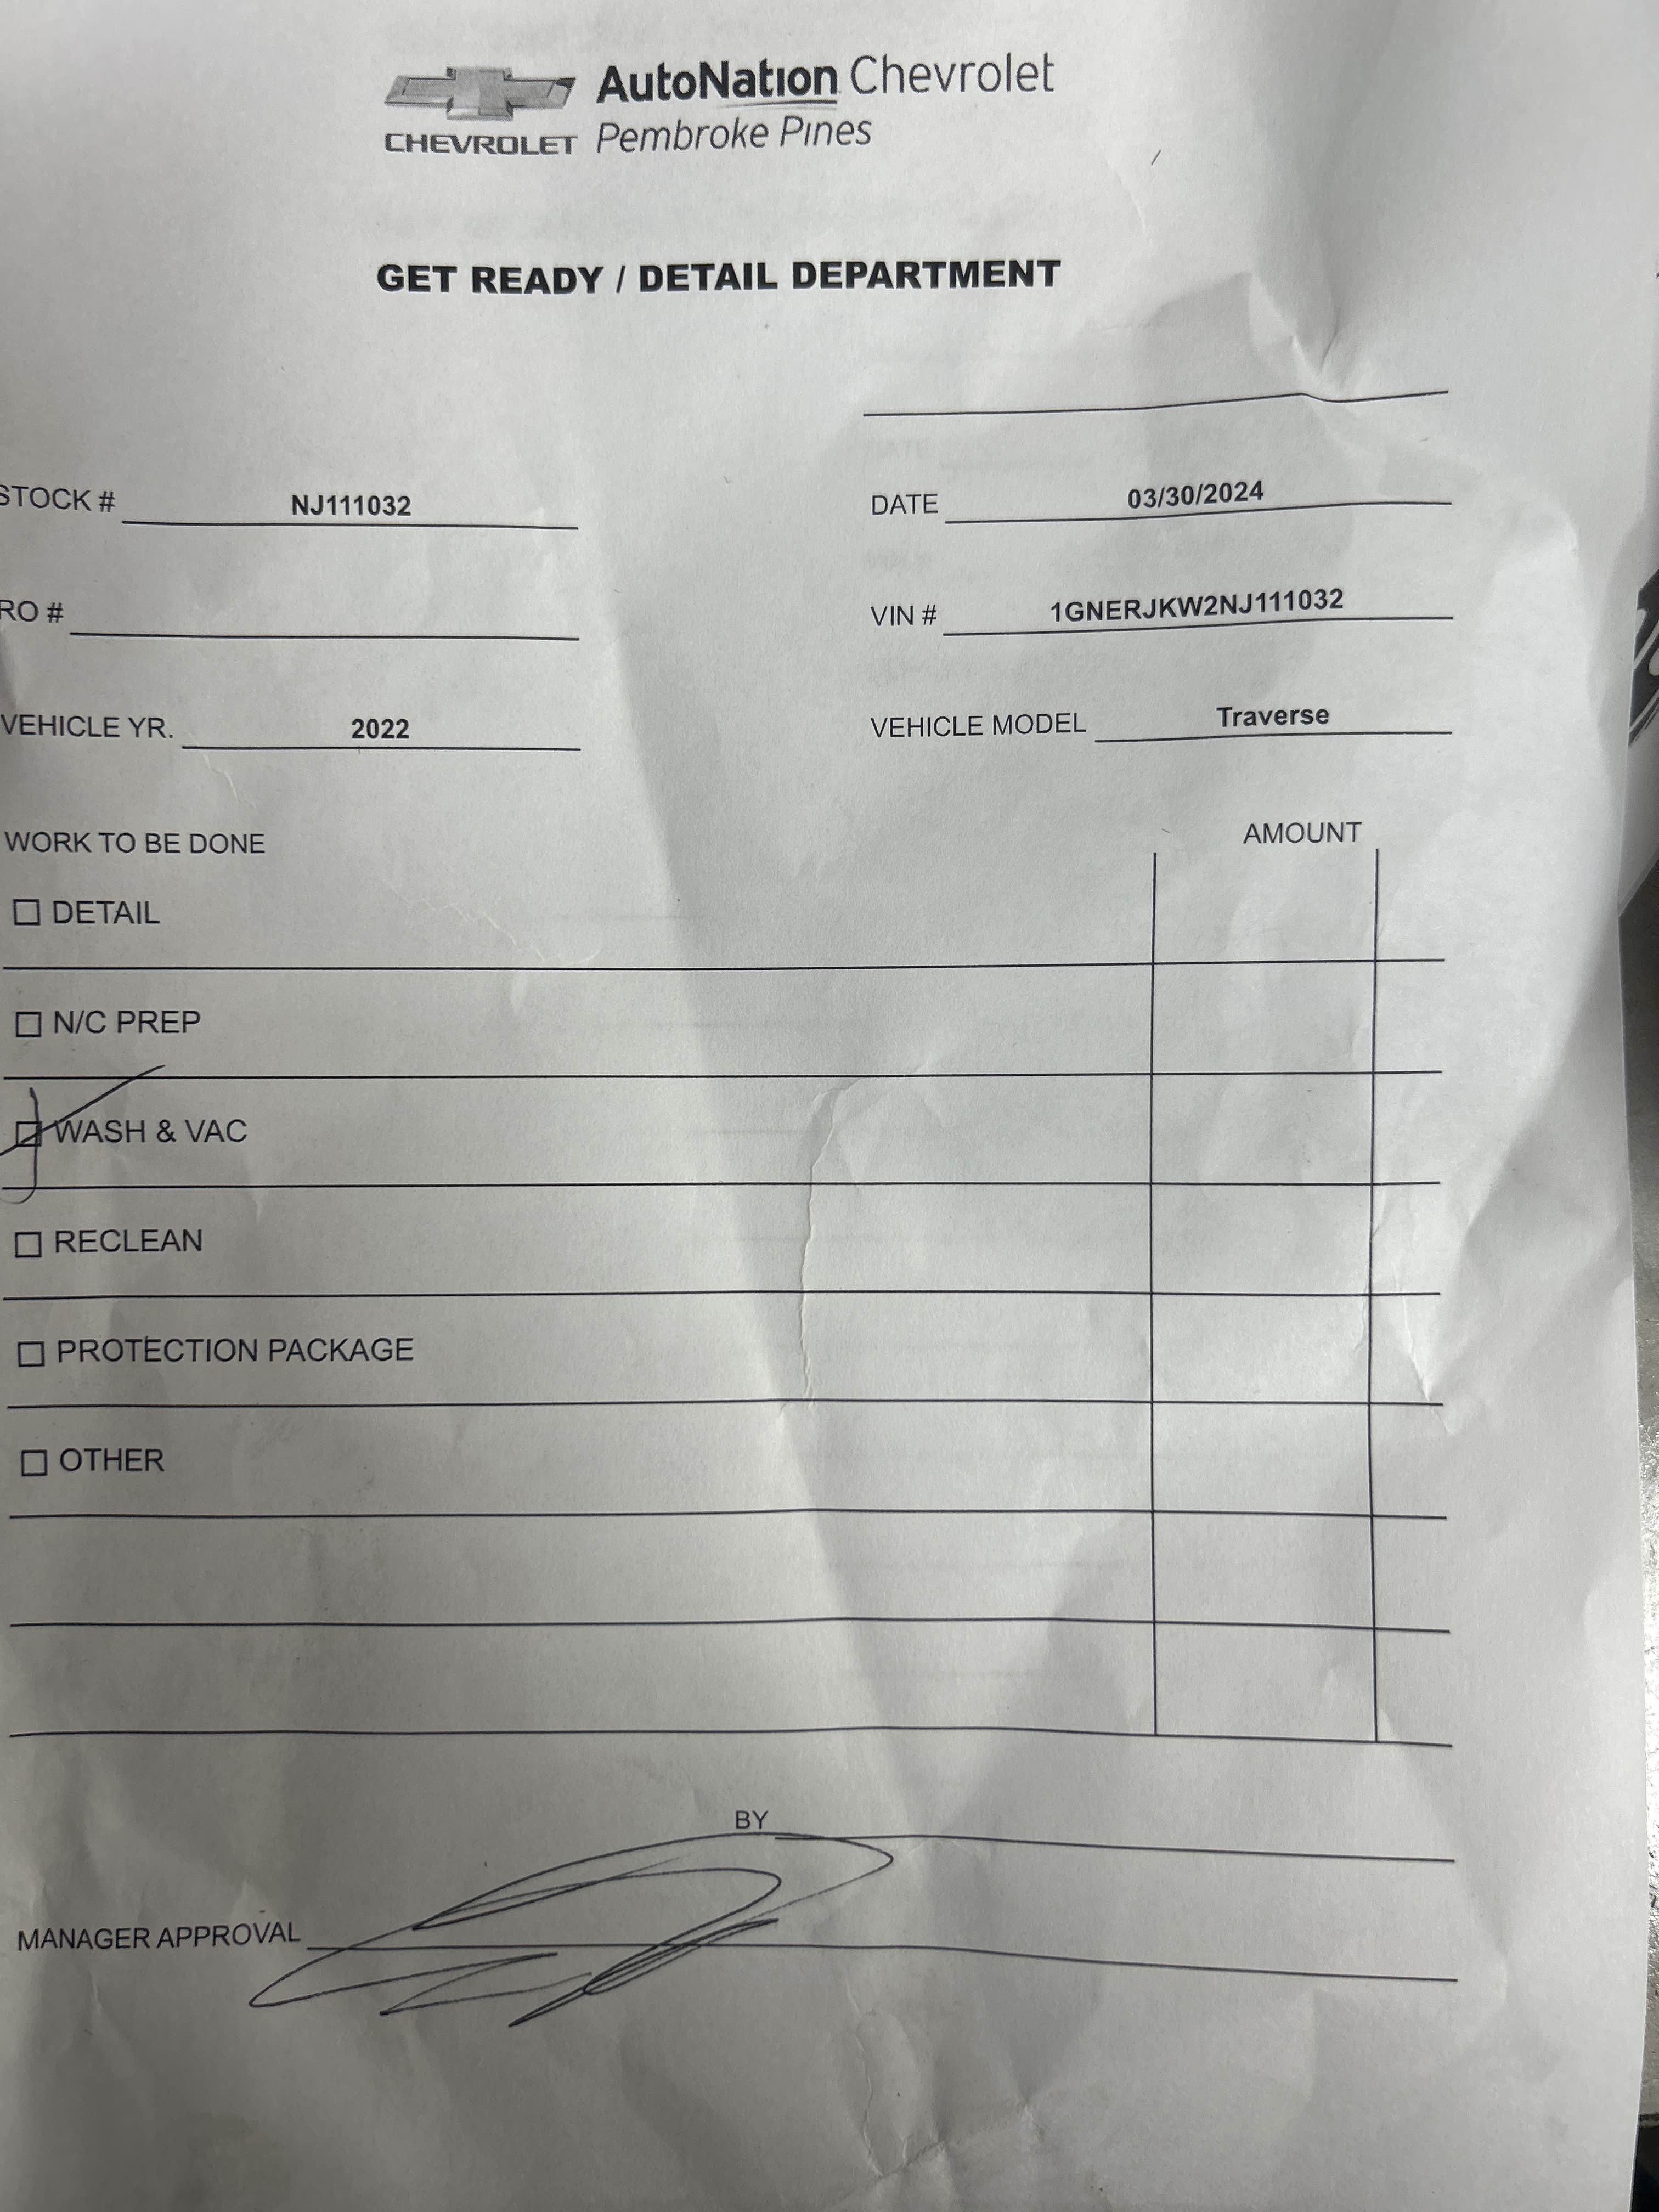 AutoNation Chevrolet
CHEVROLET Pembroke Pines
GET READY / DETAIL DEPARTMENT
STOCK # NJ111032 DATE 03/30/2024
RO # VIN # 1GNERJKW2NJ111032
VEHICLE YR. 2022 VEHICLE MODEL Traverse
WORK TO BE DONE AMOUNT
DETAIL
N/C PREP
WASH & VAC
RECLEAN
PROTECTION PACKAGE
OTHER
BY
MANAGER APPROVAL